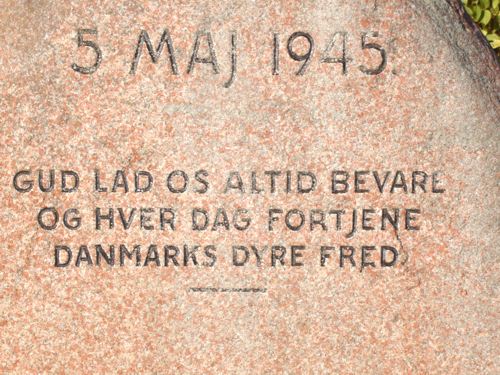 5 MAJ 1945.
GUD LAD OS ALTID BEVARE
OG HVER DAG FORTJENE
DANMARKS DYRE FRED.